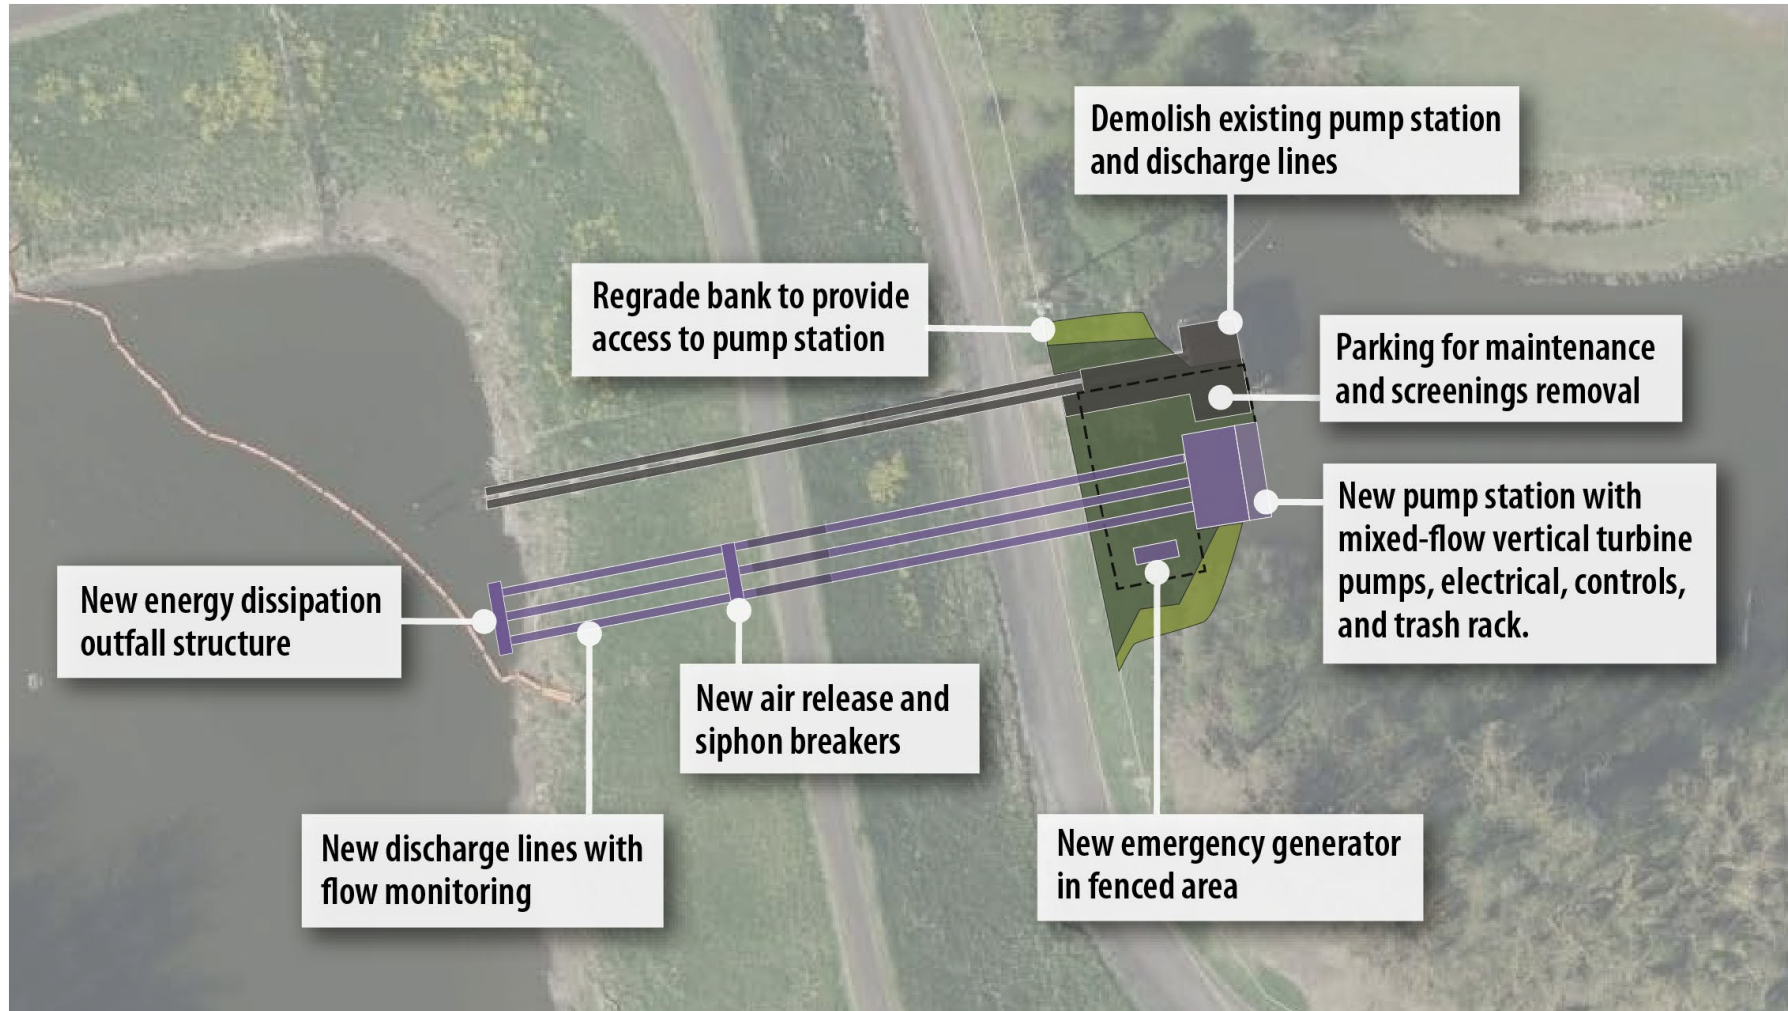 Demolish existing pump station
and discharge lines
Regrade bank to provide
access to pump station
Parking for maintenance
and screenings removal
New pump station with
mixed-flow vertical turbine
pumps, electrical, controls,
and trash rack.
New energy dissipation
outfall structure
New air release and
siphon breakers
New discharge lines with
flow monitoring
New emergency generator
in fenced area